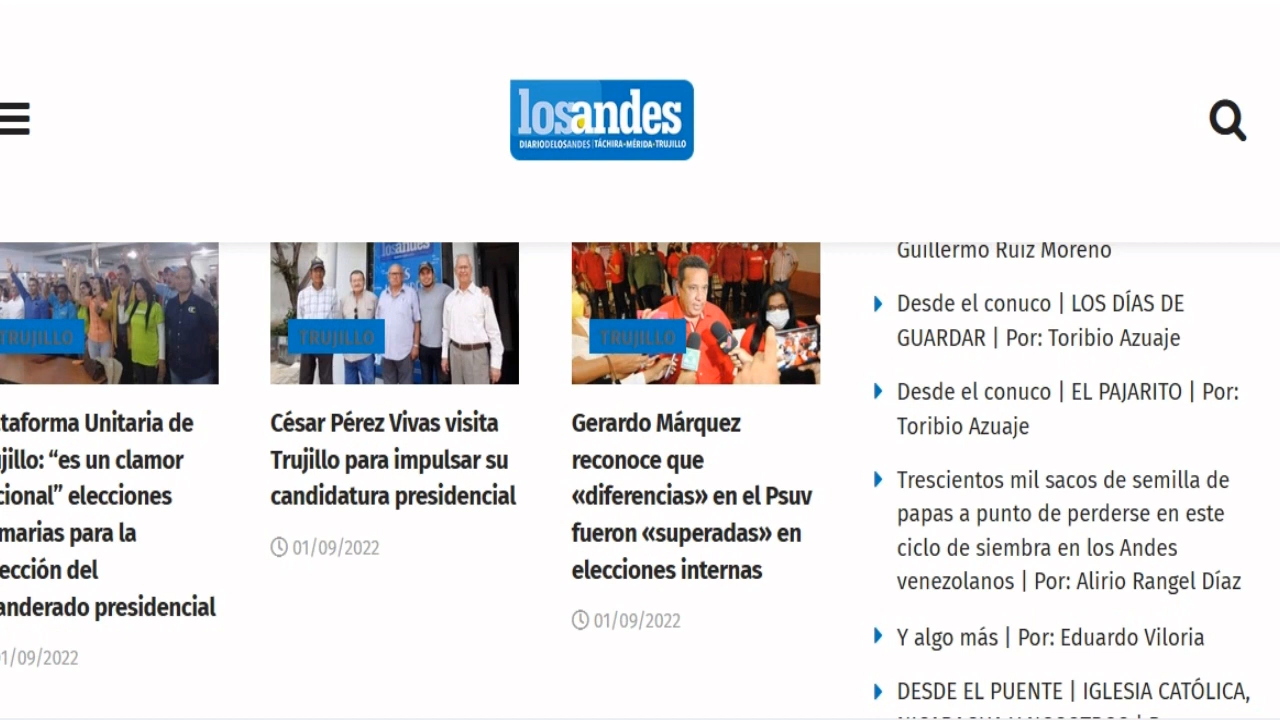 losandes
DIARIODELOSANDES | TÁCHIRA-MÉRIDA-TRUJILLO
TRUJILLO
taforma Unitaria de
jillo: “es un clamor
cional” elecciones
marias para la
ección del
anderado presidencial
01/09/2022
losandes
TRUJILLO
César Pérez Vivas visita
Trujillo para impulsar su
candidatura presidencial
01/09/2022
TRUJILLO
Gerardo Márquez
reconoce que
«diferencias» en el Psuv
fueron «superadas» en
elecciones internas
01/09/2022
Guillermo Ruiz Moreno
Desde el conuco | LOS DÍAS DE
GUARDAR | Por: Toribio Azuaje
Desde el conuco | EL PAJARITO | Por:
Toribio Azuaje
Trescientos mil sacos de semilla de
papas a punto de perderse en este
ciclo de siembra en los Andes
venezolanos | Por: Alirio Rangel Díaz
Y algo más | Por: Eduardo Viloria
DESDE EL PUENTE | IGLESIA CATÓLICA,